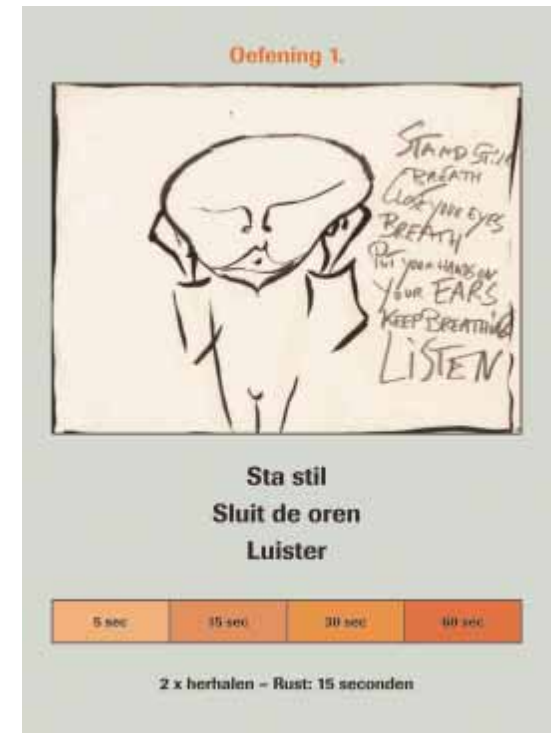 Oefening 1.
STAND STILL
BREATH
CLOSE YOUR EYES
BREATH
PUT YOUR HANDS ON
YOUR EARS
KEEP BREATHING
LISTEN
Sta stil
Sluit de oren
Luister
5 sec 15 sec 30 sec 60 sec
2 x herhalen – Rust: 15 seconden